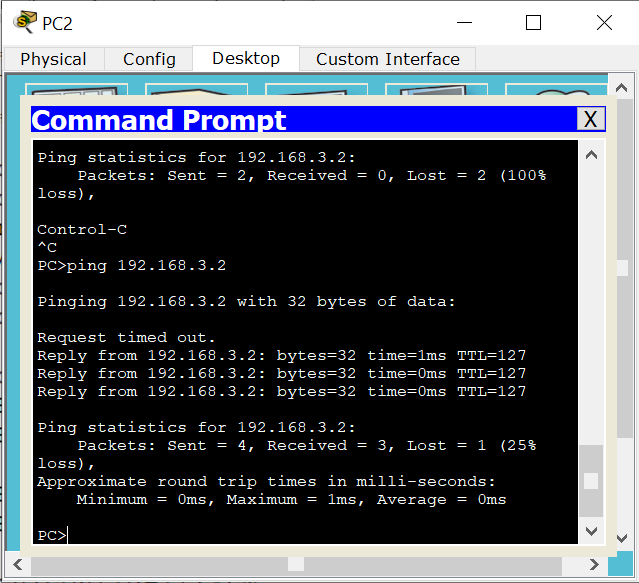 PC2
Physical Config Desktop Custom Interface
Command Prompt X
Ping statistics for 192.168.3.2:
    Packets: Sent = 2, Received = 0, Lost = 2 (100%
loss),
Control-C
^C
PC>ping 192.168.3.2
Pinging 192.168.3.2 with 32 bytes of data:
Request timed out.
Reply from 192.168.3.2: bytes=32 time=1ms TTL=127
Reply from 192.168.3.2: bytes=32 time=0ms TTL=127
Reply from 192.168.3.2: bytes=32 time=0ms TTL=127
Ping statistics for 192.168.3.2:
    Packets: Sent = 4, Received = 3, Lost = 1 (25%
loss),
Approximate round trip times in milli-seconds:
    Minimum = 0ms, Maximum = 1ms, Average = 0ms
PC>